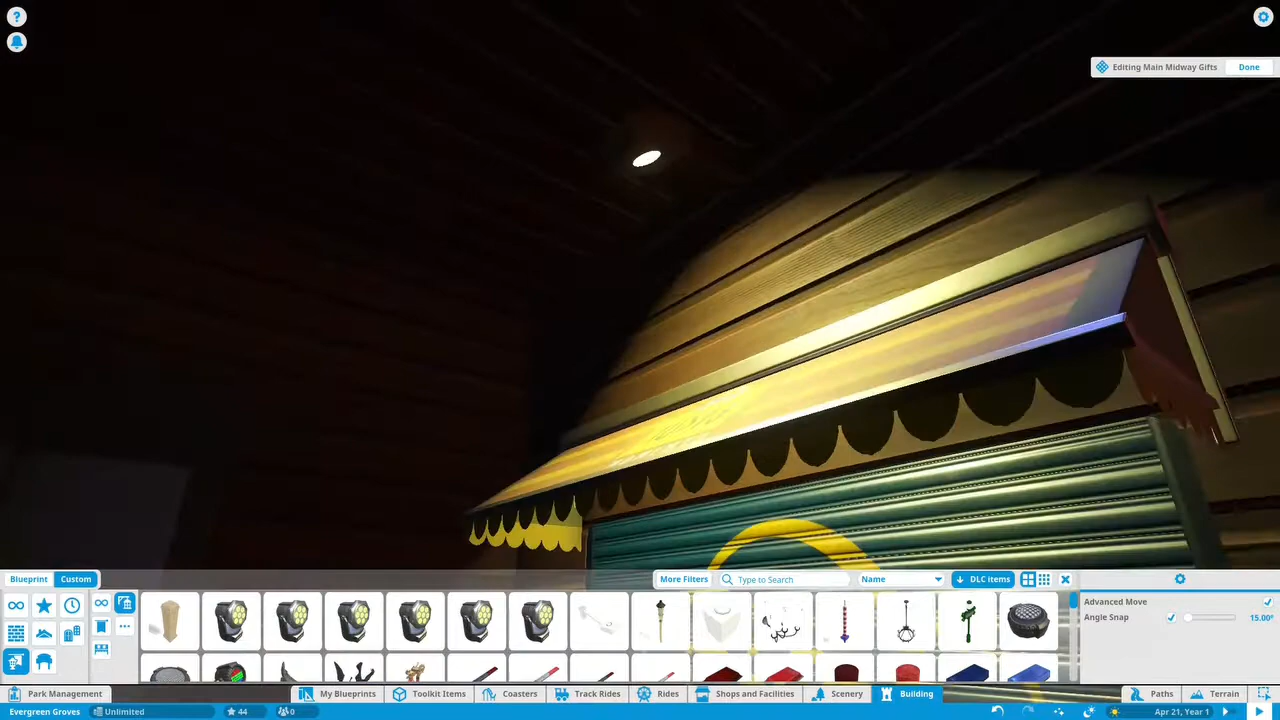 ?
Editing Main Midway Gifts Done
Blueprint Custom
More Filters Type to Search Name DLC items
Advanced Move
Angle Snap 15.00°
Park Management My Blueprints Toolkit Items Coasters Track Rides Rides Shops and Facilities Scenery Building Paths Terrain
Evergreen Groves Unlimited 44 0 Apr 21, Year 1